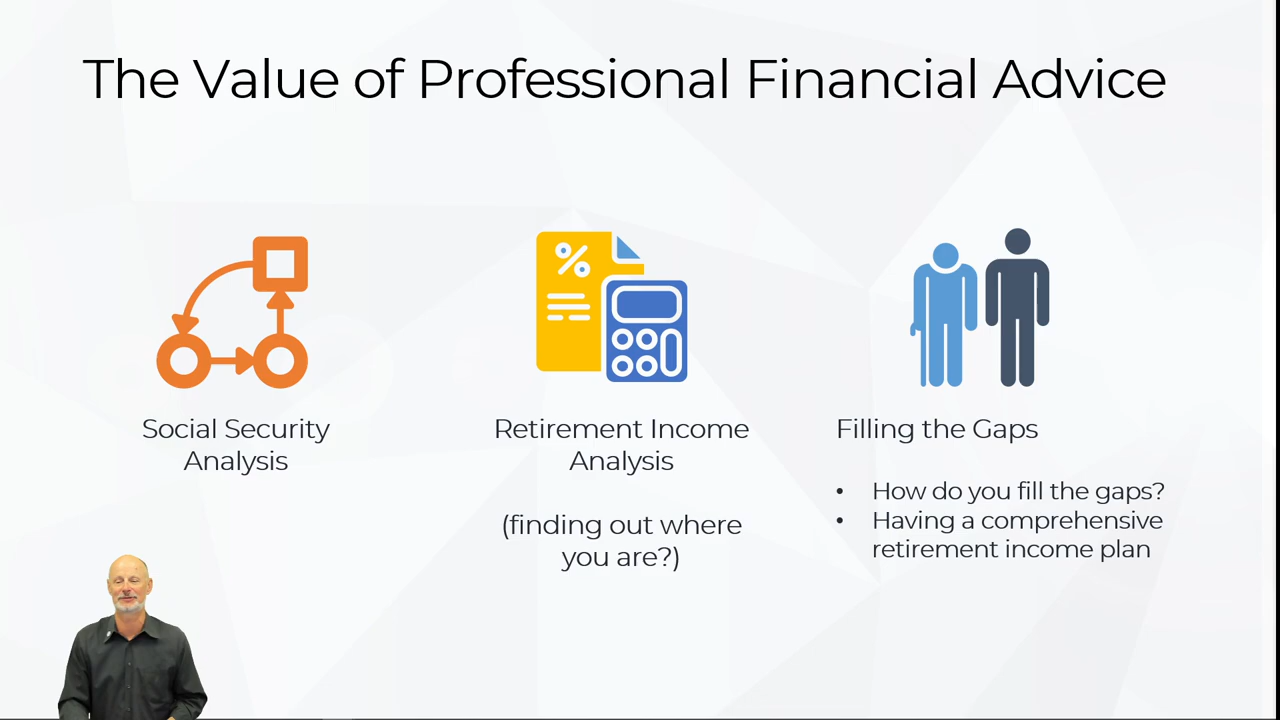 The Value of Professional Financial Advice
%
Social Security
Analysis
Retirement Income
Analysis
(finding out where
you are?)
Filling the Gaps
• How do you fill the gaps?
• Having a comprehensive
retirement income plan